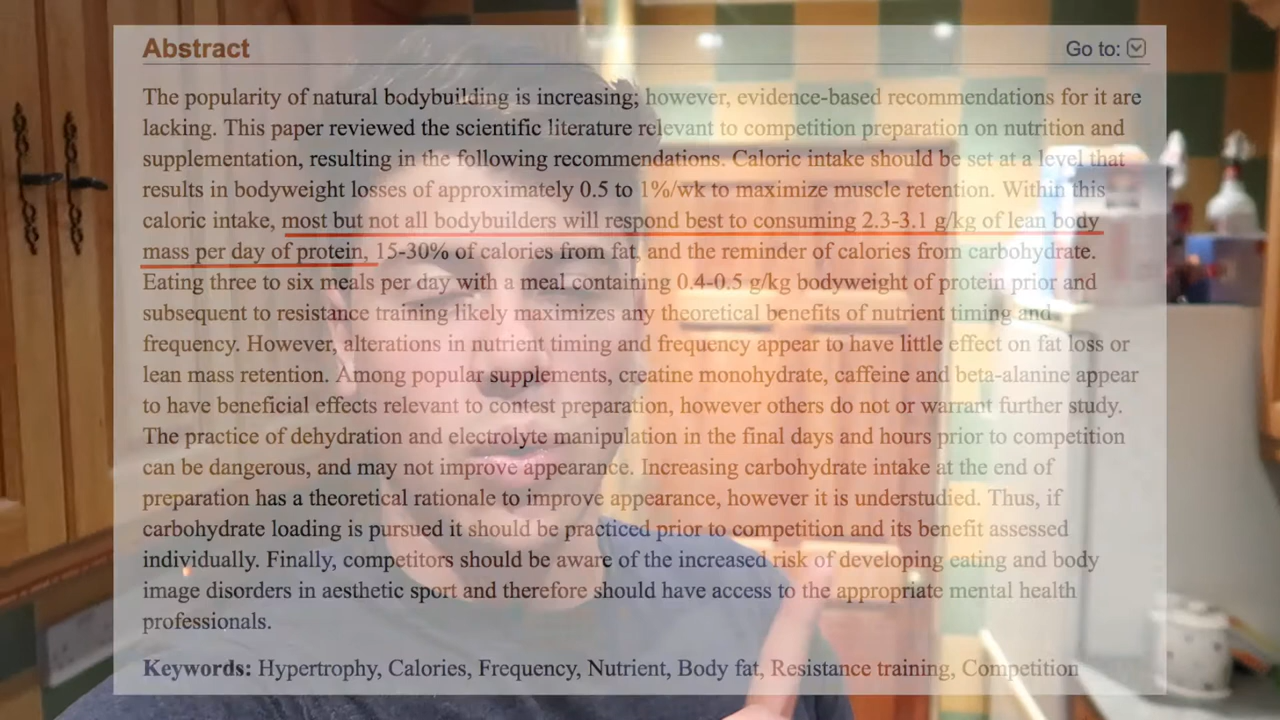 Abstract
Go to:
The popularity of natural bodybuilding is increasing; however, evidence-based recommendations for it are
lacking. This paper reviewed the scientific literature relevant to competition preparation on nutrition and
supplementation, resulting in the following recommendations. Caloric intake should be set at a level that
results in bodyweight losses of approximately 0.5 to 1%/wk to maximize muscle retention. Within this
caloric intake, most but not all bodybuilders will respond best to consuming 2.3-3.1 g/kg of lean body
mass per day of protein, 15-30% of calories from fat, and the reminder of calories from carbohydrate.
Eating three to six meals per day with a meal containing 0.4-0.5 g/kg bodyweight of protein prior and
subsequent to resistance training likely maximizes any theoretical benefits of nutrient timing and
frequency. However, alterations in nutrient timing and frequency appear to have little effect on fat loss or
lean mass retention. Among popular supplements, creatine monohydrate, caffeine and beta-alanine appear
to have beneficial effects relevant to contest preparation, however others do not or warrant further study.
The practice of dehydration and electrolyte manipulation in the final days and hours prior to competition
can be dangerous, and may not improve appearance. Increasing carbohydrate intake at the end of
preparation has a theoretical rationale to improve appearance, however it is understudied. Thus, if
carbohydrate loading is pursued it should be practiced prior to competition and its benefit assessed
individually. Finally, competitors should be aware of the increased risk of developing eating and body
image disorders in aesthetic sport and therefore should have access to the appropriate mental health
professionals.
Keywords: Hypertrophy, Calories, Frequency, Nutrient, Body fat, Resistance training, Competition